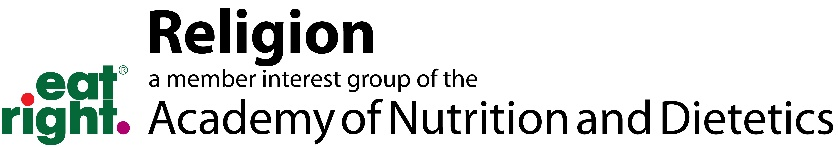 Religion
a member interest group of the
eat®
right. Academy of Nutrition and Dietetics